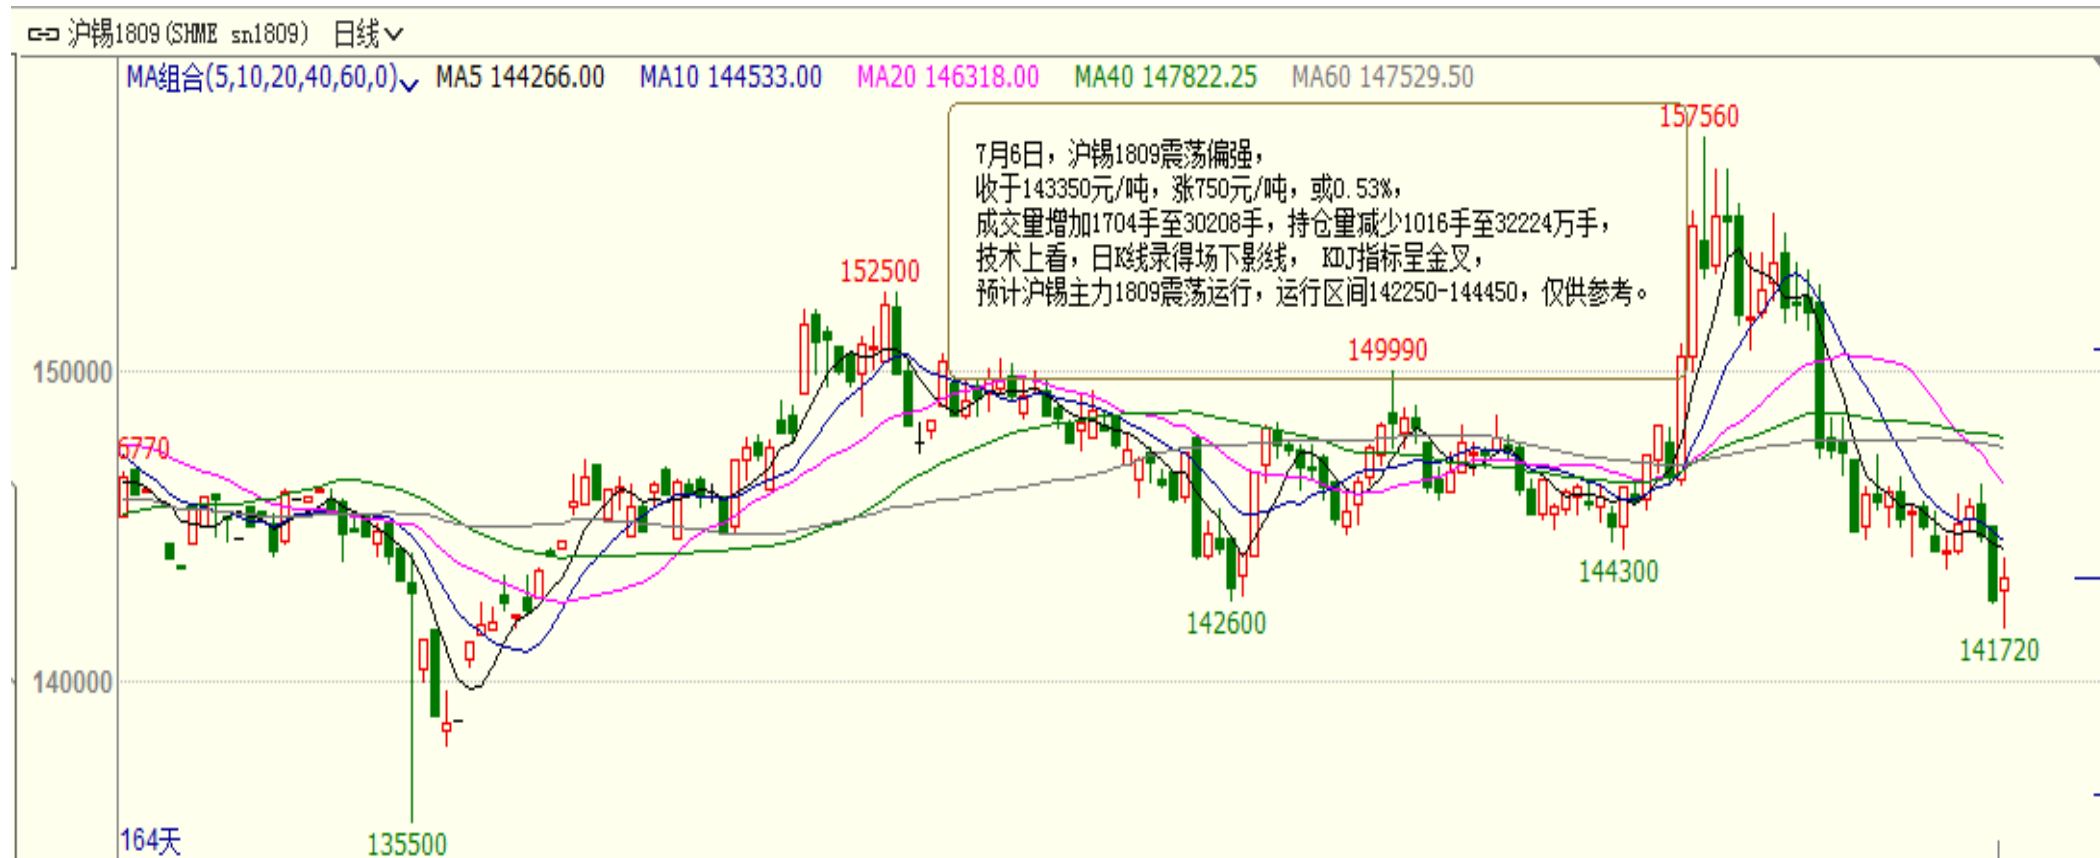 沪锡1809(SHME sn1809) 日线
MA组合(5,10,20,40,60,0) MA5 144266.00 MA10 144533.00 MA20 146318.00 MA40 147822.25 MA60 147529.50
157560
7月6日，沪锡1809震荡偏强，
收于143350元/吨，涨750元/吨，或0.53%，
成交量增加1704手至30208手，持仓量减少1016手至32224万手，
技术上看，日K线录得场下影线， KDJ指标呈金叉，
预计沪锡主力1809震荡运行，运行区间142250-144450，仅供参考。
152500
149990
150000
6770
144300
142600
141720
140000
164天
135500